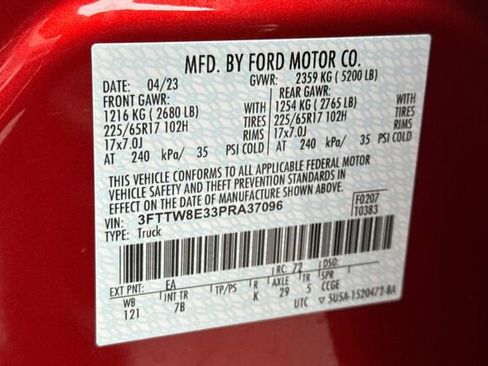 MFD. BY FORD MOTOR CO.
DATE: 04/23 GVWR: 2359 KG ( 5200 LB)
FRONT GAWR: REAR GAWR:
1216 KG ( 2680 LB) WITH 1254 KG ( 2765 LB) WITH
225/65R17 102H TIRES 225/65R17 102H TIRES
17x7.0J RIMS 17x7.0J RIMS
AT 240 kPa/ 35 PSI COLD AT 240 kPa/ 35 PSI COLD
THIS VEHICLE CONFORMS TO ALL APPLICABLE FEDERAL MOTOR
VEHICLE SAFETY AND THEFT PREVENTION STANDARDS IN
EFFECT ON THE DATE OF MANUFACTURE SHOWN ABOVE.
VIN: 3FTTW8E33PRA37096 F0207
TYPE: Truck T0383
EXT PNT: EA RC: 72 DSO:
WB INT TR TP/PS R AXLE TR SPR
121 7B K 29 5 CCGE
UTC 5U5A-1520472-BA